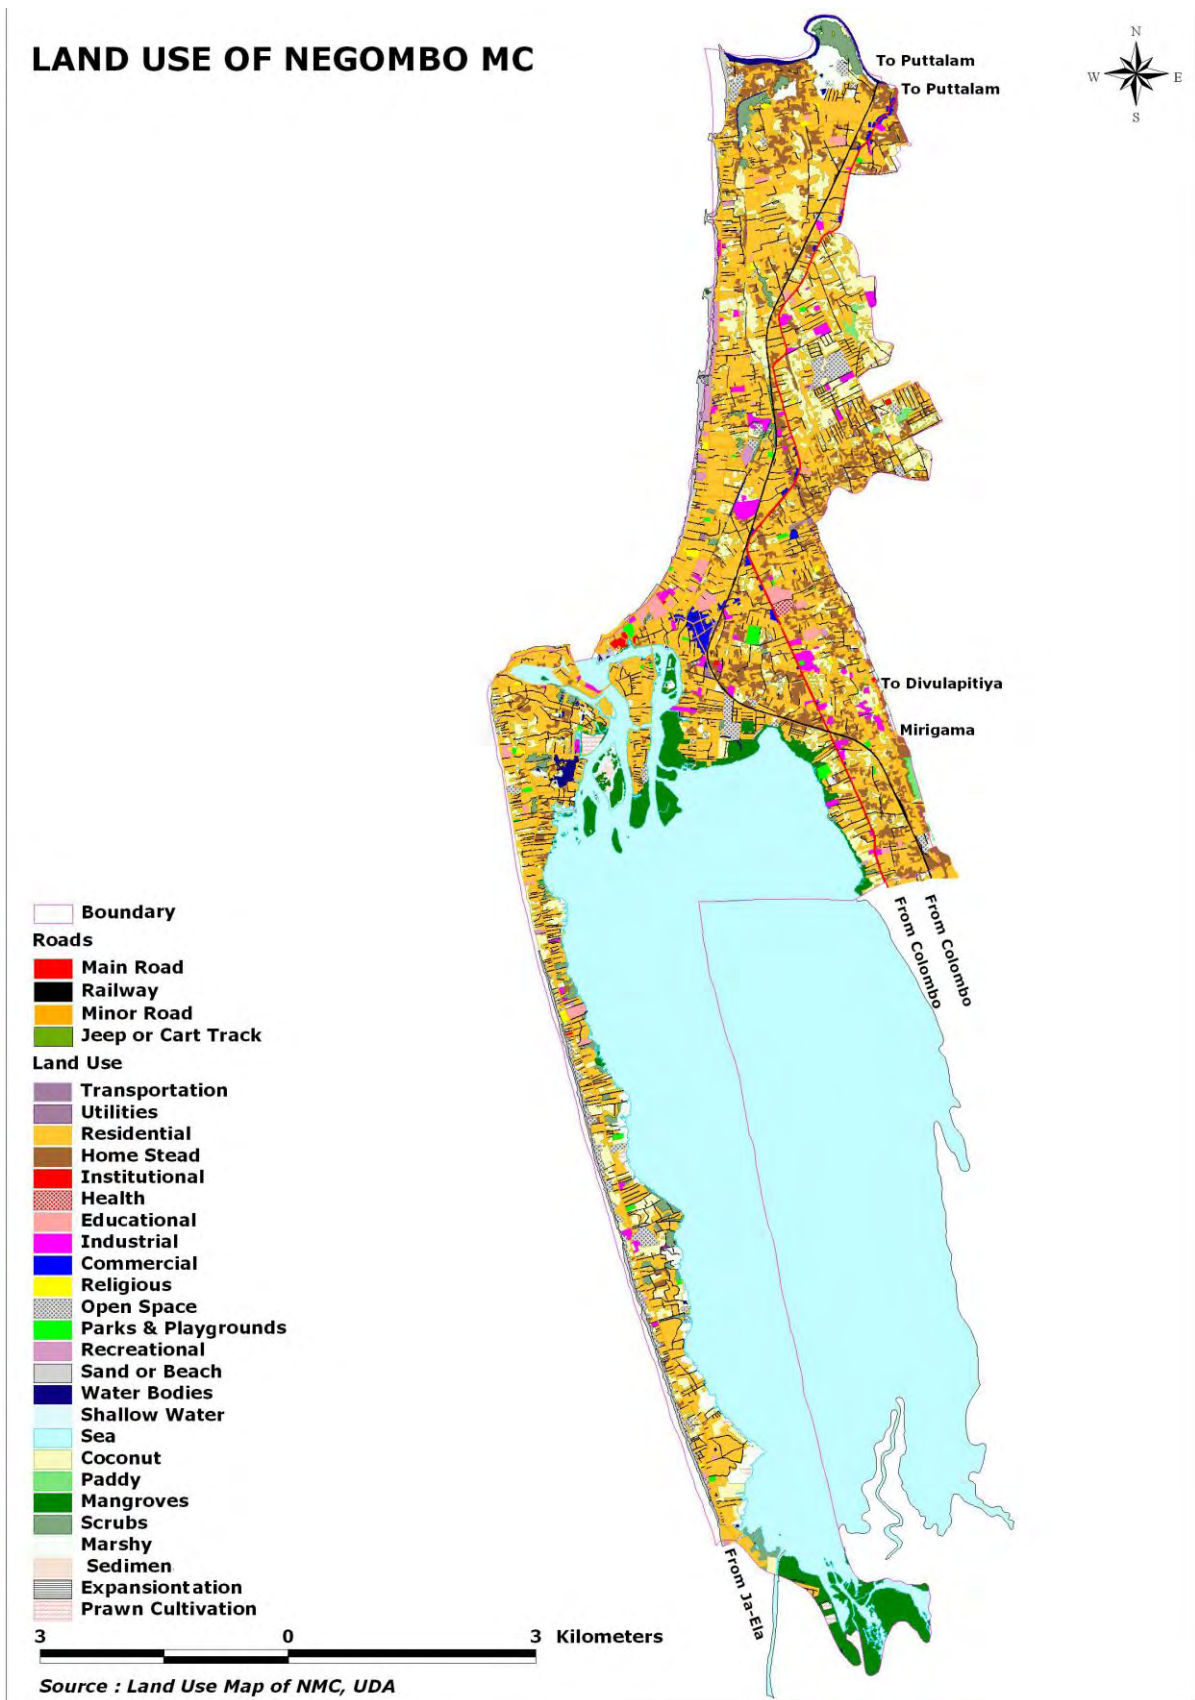 LAND USE OF NEGOMBO MC
N
W
E
S
To Puttalam
To Puttalam
To Divulapitiya
Mirigama
From Colombo
From Colombo
From Ja-Ela
Boundary
Roads
Main Road
Railway
Minor Road
Jeep or Cart Track
Land Use
Transportation
Utilities
Residential
Home Stead
Institutional
Health
Educational
Industrial
Commercial
Religious
Open Space
Parks & Playgrounds
Recreational
Sand or Beach
Water Bodies
Shallow Water
Sea
Coconut
Paddy
Mangroves
Scrubs
Marshy
Sedimen
Expansiontation
Prawn Cultivation
3 0 3 Kilometers
Source : Land Use Map of NMC, UDA